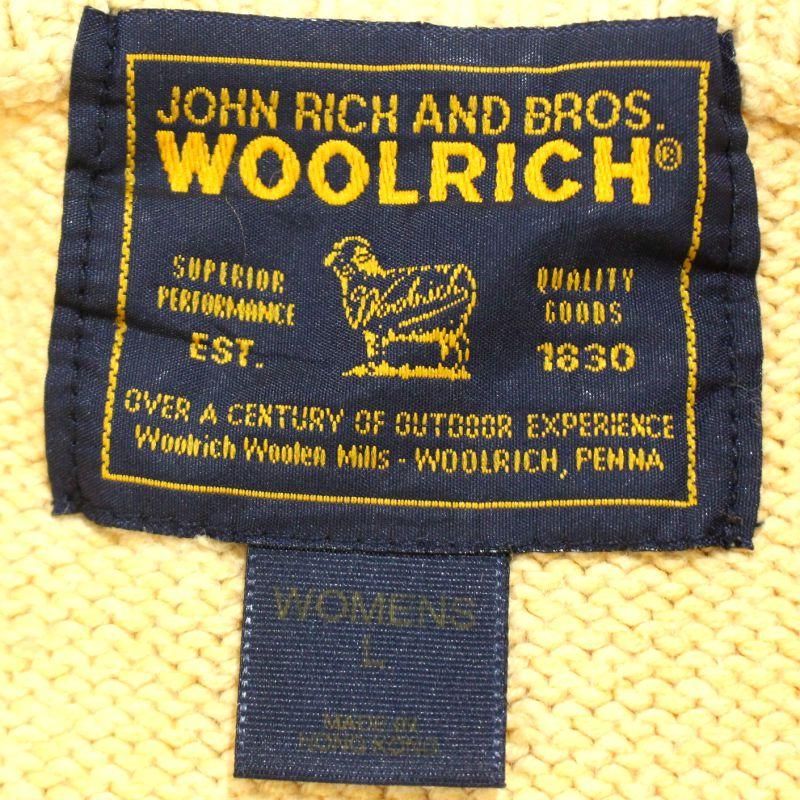 JOHN RICH AND BROS.
WOOLRICH®
SUPERIOR
PERFORMANCE
EST.
Woolrich
QUALITY
GOODS
1830
OVER A CENTURY OF OUTDOOR EXPERIENCE
Woolrich Woolen Mills - WOOLRICH, PENNA
WOMENS
L
MADE IN
HONG KONG